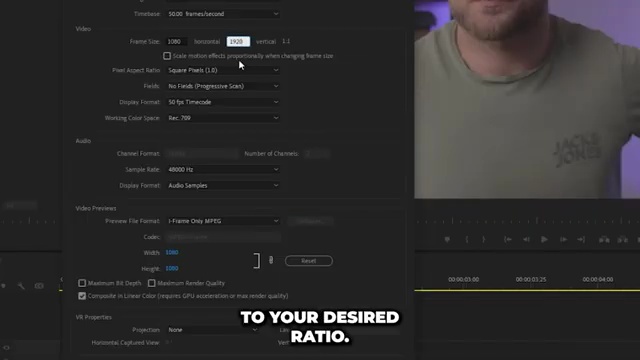 Timebase: 50.00 frames/second
Video
Frame Size: 1080 horizontal 1920 vertical 1:1
Scale motion effects proportionally when changing frame size
Pixel Aspect Ratio: Square Pixels (1.0)
Fields: No Fields (Progressive Scan)
Display Format: 50 fps Timecode
Working Color Space: Rec. 709
Audio
Channel Format: Number of Channels:
Sample Rate: 48000 Hz
Display Format: Audio Samples
Video Previews
Preview File Format: I-Frame Only MPEG
Codec:
Width: 1080
Height: 1080
Reset
Maximum Bit Depth Maximum Render Quality
Composite in Linear Color (requires GPU acceleration or max render quality)
VR Properties
Projection: None
Horizontal Captured View:
JACK &
JONES
00:00:03:00 00:00:03:25 00:00:04:00
TO YOUR DESIRED
RATIO.